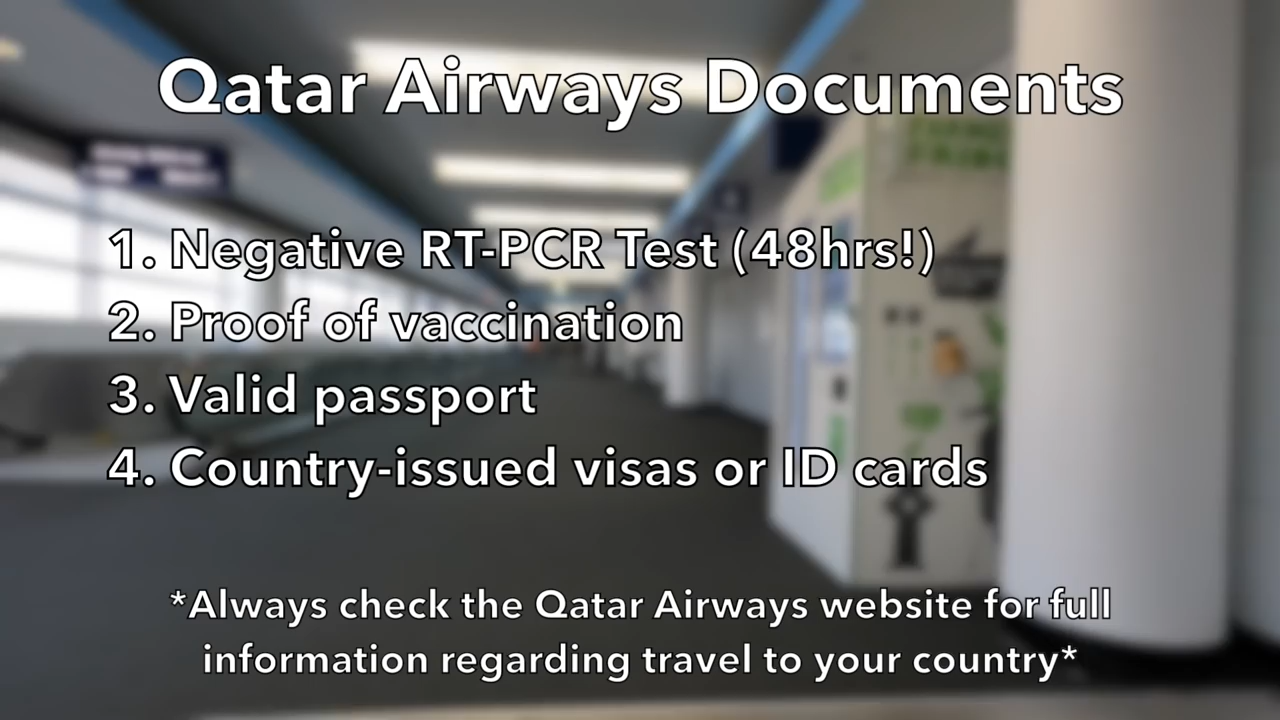 Qatar Airways Documents
1. Negative RT-PCR Test (48hrs!)
2. Proof of vaccination
3. Valid passport
4. Country-issued visas or ID cards
*Always check the Qatar Airways website for full
information regarding travel to your country*